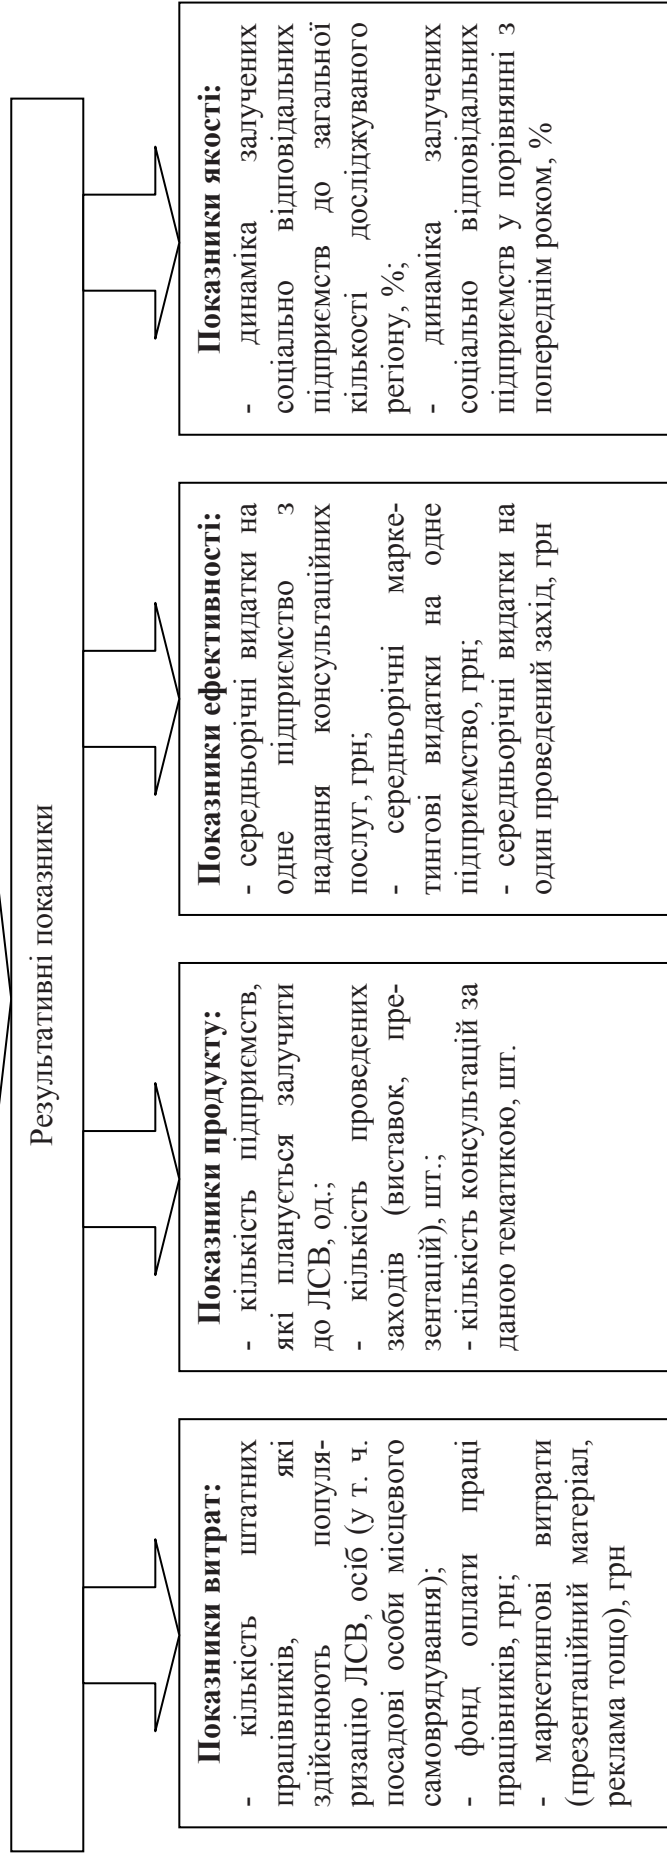 Результативні показники
Показники витрат:
- кількість штатних
працівників, які
здійснюють популя-
ризацію ЛСВ, осіб (у т. ч.
посадові особи місцевого
самоврядування);
- фонд оплати праці
працівників, грн;
- маркетингові витрати
(презентаційний матеріал,
реклама тощо), грн
Показники продукту:
- кількість підприємств,
які планується залучити
до ЛСВ, од.;
- кількість проведених
заходів (виставок, пре-
зентацій), шт.;
- кількість консультацій за
даною тематикою, шт.
Показники ефективності:
- середньорічні видатки на
одне підприємство з
надання консультаційних
послуг, грн;
- середньорічні марке-
тингові видатки на одне
підприємство, грн;
- середньорічні видатки на
один проведений захід, грн
Показники якості:
- динаміка залучених
соціально відповідальних
підприємств до загальної
кількості досліджуваного
регіону, %;
- динаміка залучених
соціально відповідальних
підприємств у порівнянні з
попереднім роком, %